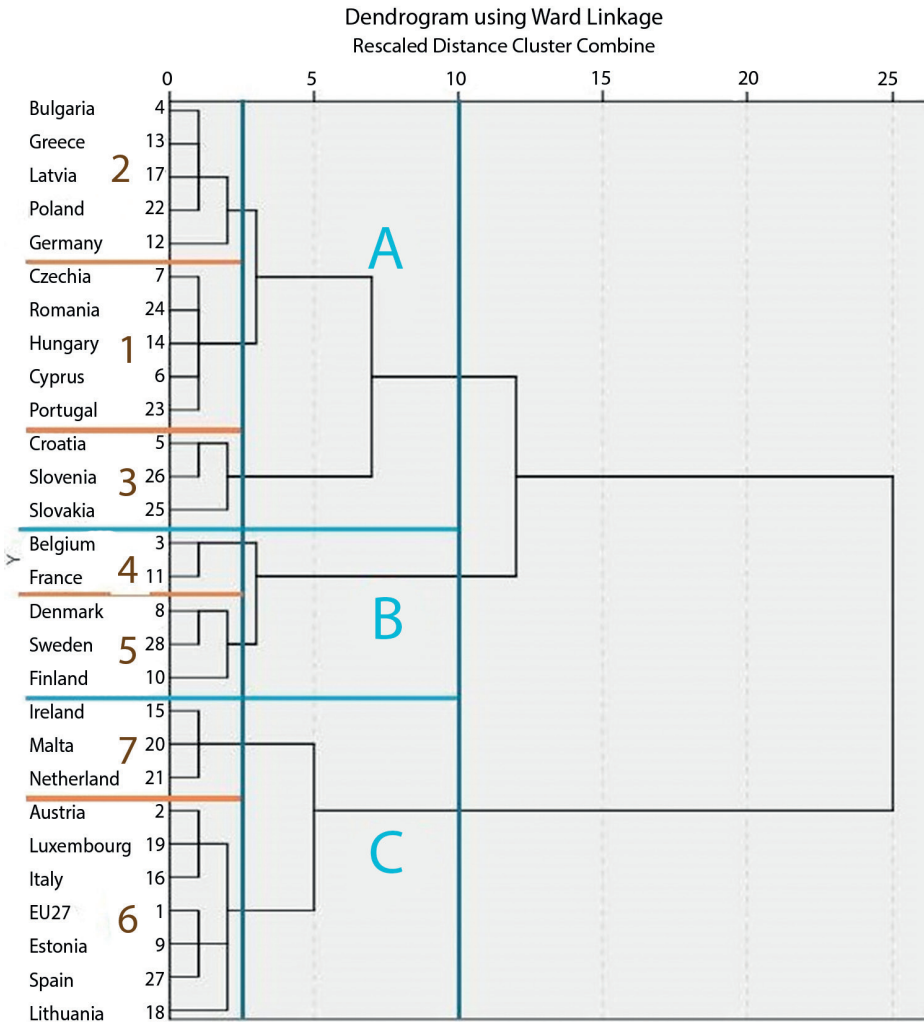 Dendrogram using Ward Linkage
Rescaled Distance Cluster Combine
0 5 10 15 20 25
Bulgaria 4
Greece 13
Latvia 2 17
Poland 22
Germany 12
A
Czechia 7
Romania 24
Hungary 1 14
Cyprus 6
Portugal 23
Croatia 5
Slovenia 3 26
Slovakia 25
Y
Belgium 3
France 4 11
Denmark 8
B
Sweden 5 28
Finland 10
Ireland 15
Malta 7 20
Netherland 21
Austria 2
Luxembourg 19
C
Italy 16
EU27 6 1
Estonia 9
Spain 27
Lithuania 18